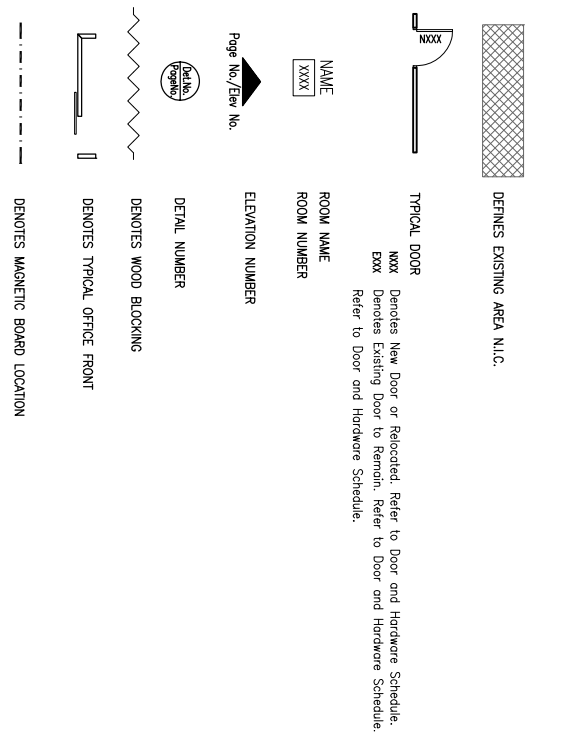 DEFINES EXISTING AREA N.I.C.
NXXX
TYPICAL DOOR
NXXX Denotes New Door or Relocated. Refer to Door and Hardware Schedule.
EXXX Denotes Existing Door to Remain. Refer to Door and Hardware Schedule.
Refer to Door and Hardware Schedule.
NAME
XXXX
ROOM NAME
ROOM NUMBER
Page No./Elev No.
ELEVATION NUMBER
Det.No.
PageNo.
DETAIL NUMBER
DENOTES WOOD BLOCKING
DENOTES TYPICAL OFFICE FRONT
DENOTES MAGNETIC BOARD LOCATION